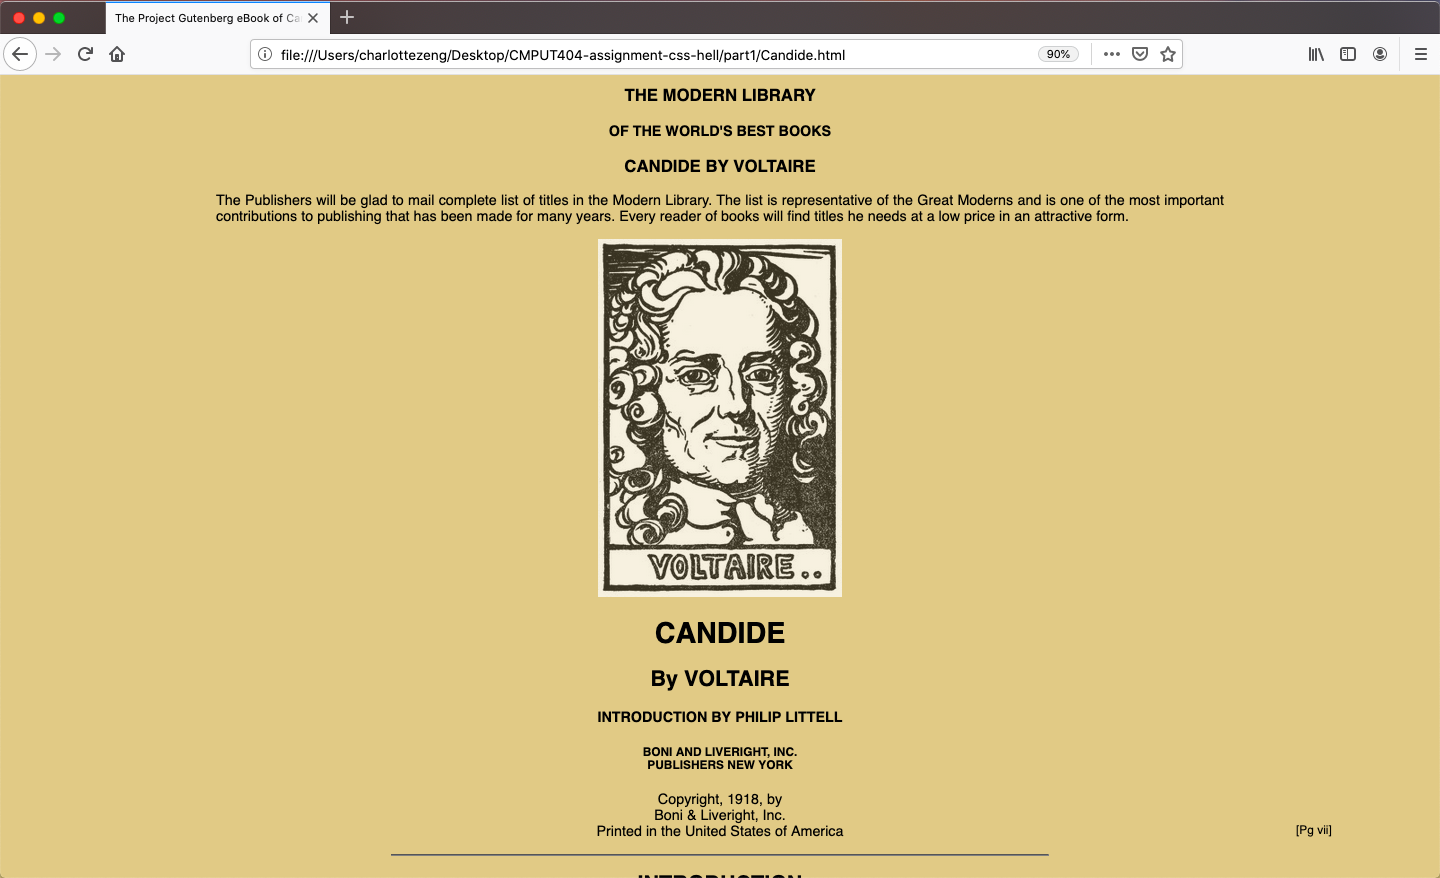 The Project Gutenberg eBook of Ca
file:///Users/charlottezeng/Desktop/CMPUT404-assignment-css-hell/part1/Candide.html
90%
THE MODERN LIBRARY
OF THE WORLD'S BEST BOOKS
CANDIDE BY VOLTAIRE
The Publishers will be glad to mail complete list of titles in the Modern Library. The list is representative of the Great Moderns and is one of the most important
contributions to publishing that has been made for many years. Every reader of books will find titles he needs at a low price in an attractive form.
VOLTAIRE..
CANDIDE
By VOLTAIRE
INTRODUCTION BY PHILIP LITTELL
BONI AND LIVERIGHT, INC.
PUBLISHERS NEW YORK
Copyright, 1918, by
Boni & Liveright, Inc.
Printed in the United States of America
[Pg vii]
INTRODUCTION